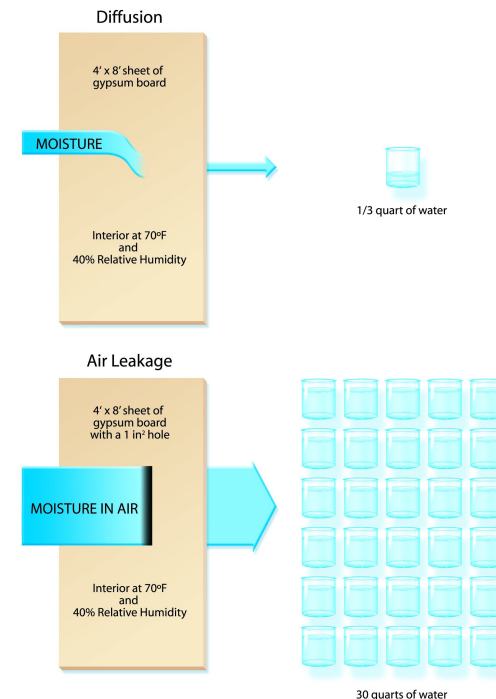 Diffusion
4’ x 8’ sheet of
gypsum board
MOISTURE
1/3 quart of water
Interior at 70ºF
and
40% Relative Humidity
Air Leakage
4’ x 8’ sheet of
gypsum board
with a 1 in² hole
MOISTURE IN AIR
Interior at 70ºF
and
40% Relative Humidity
30 quarts of water